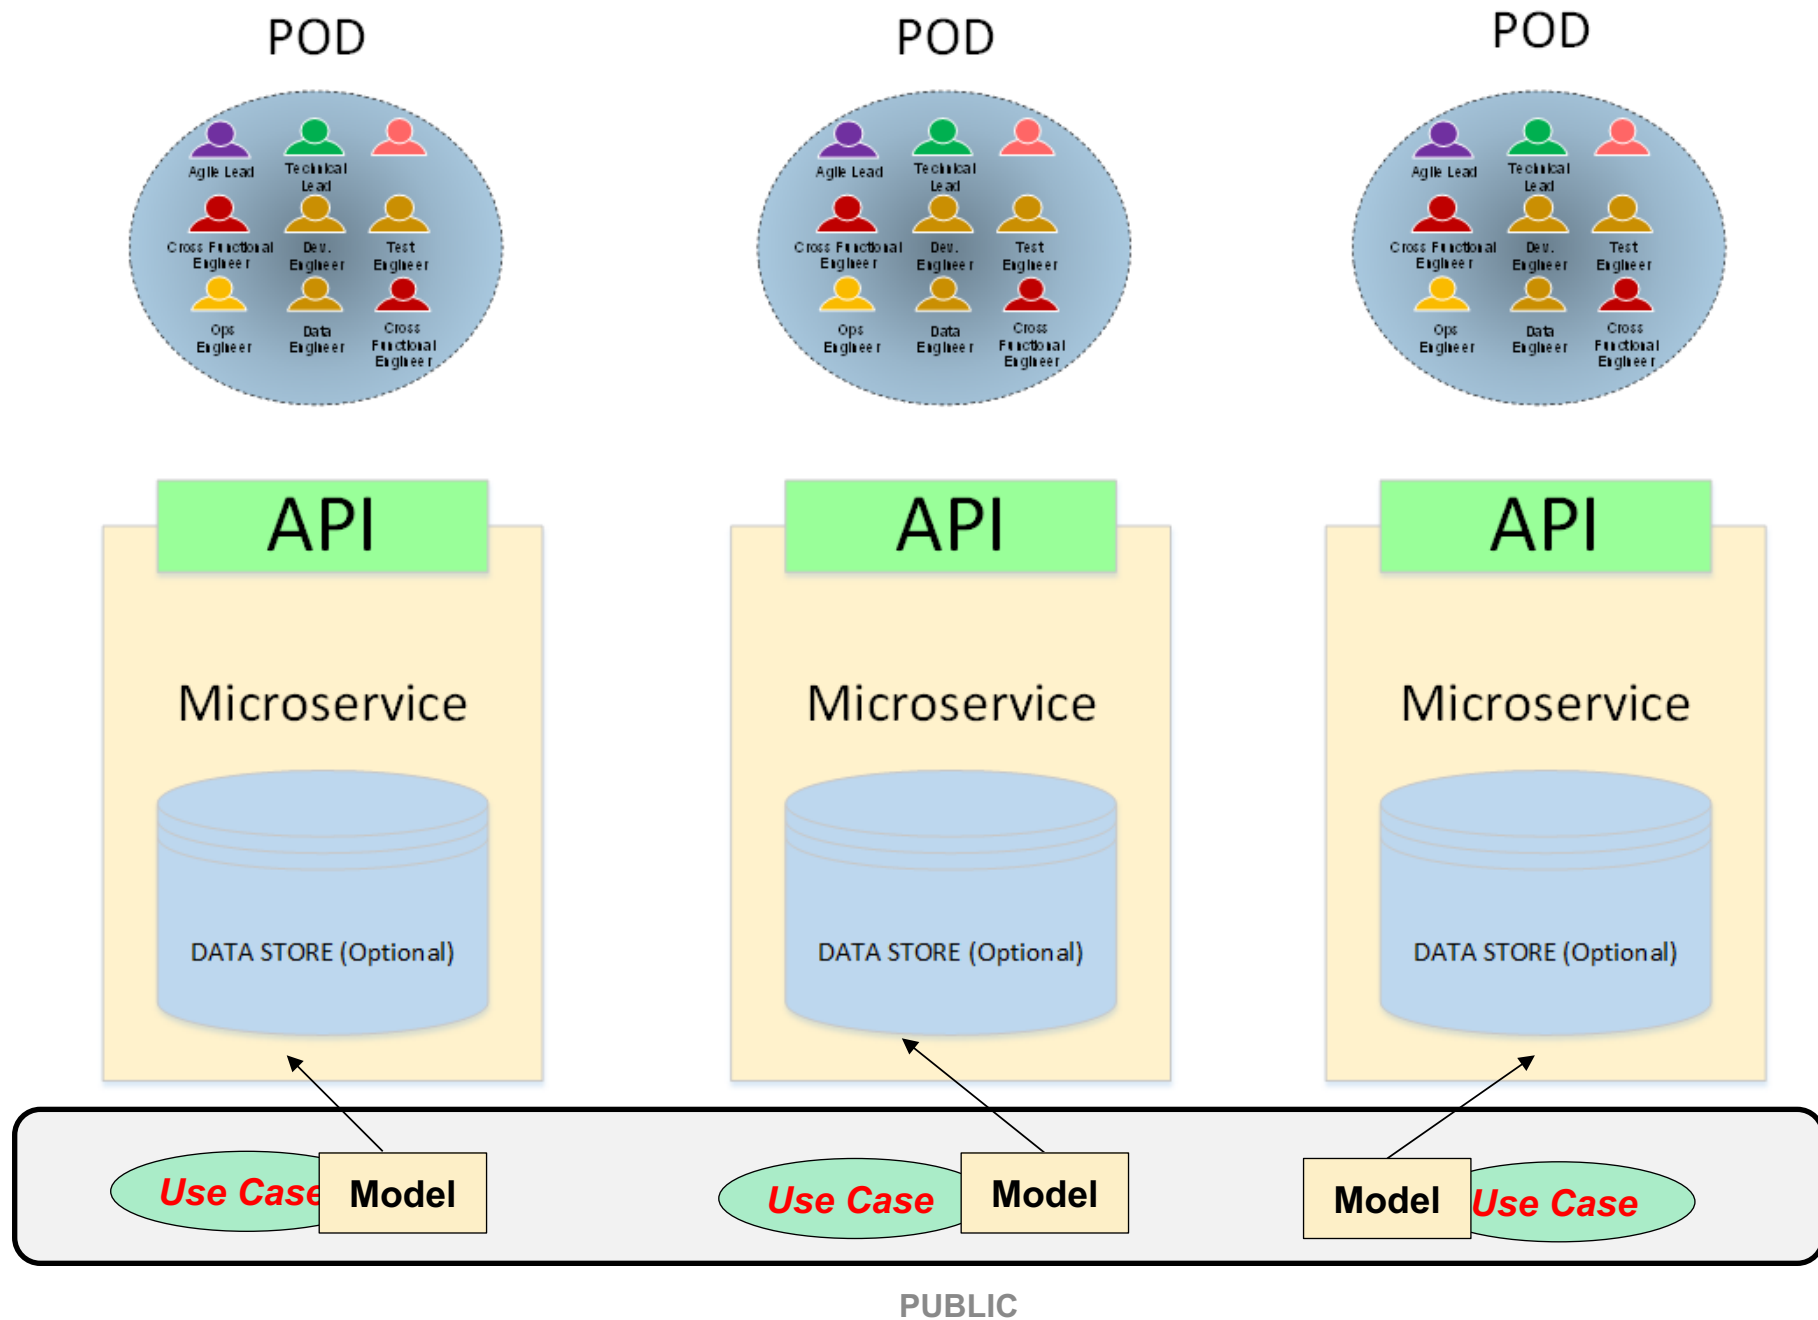 POD
POD
POD
Agile Lead
Technical
Lead
Cross Functional
Engineer
Dev.
Engineer
Test
Engineer
Ops
Engineer
Data
Engineer
Cross
Functional
Engineer
Agile Lead
Technical
Lead
Cross Functional
Engineer
Dev.
Engineer
Test
Engineer
Ops
Engineer
Data
Engineer
Cross
Functional
Engineer
Agile Lead
Technical
Lead
Cross Functional
Engineer
Dev.
Engineer
Test
Engineer
Ops
Engineer
Data
Engineer
Cross
Functional
Engineer
API
API
API
Microservice
Microservice
Microservice
DATA STORE (Optional)
DATA STORE (Optional)
DATA STORE (Optional)
Use Case
Model
Use Case
Model
Model
Use Case
PUBLIC